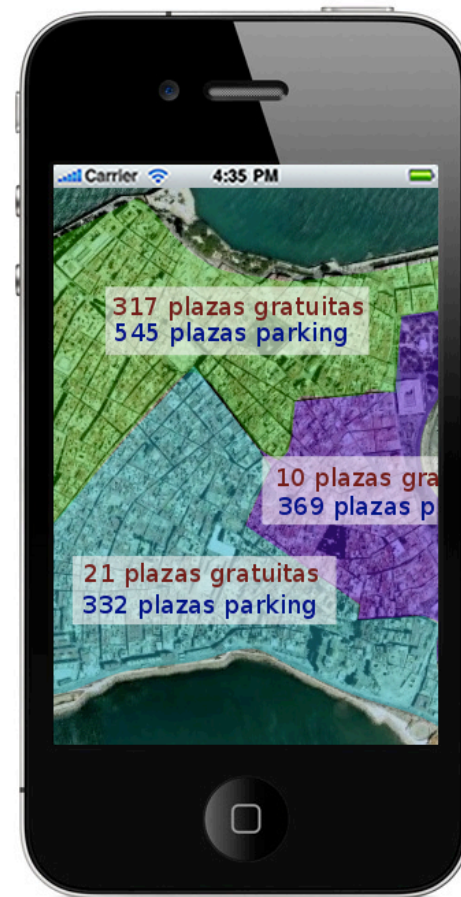 Carrier 4:35 PM
317 plazas gratuitas
545 plazas parking
10 plazas gra
369 plazas p
21 plazas gratuitas
332 plazas parking